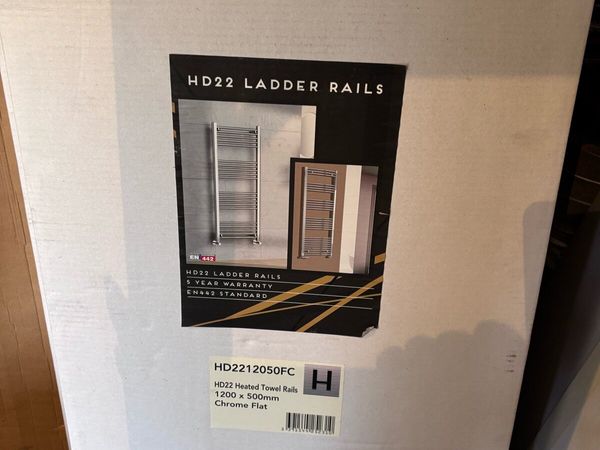 HD22 LADDER RAILS
EN 442
HD22 LADDER RAILS
5 YEAR WARRANTY
EN442 STANDARD
HD2212050FC
HD22 Heated Towel Rails
1200 x 500mm
Chrome Flat
H